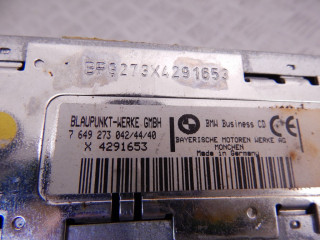 BP9273X4291653
BLAUPUNKT-WERKE GMBH
7 649 273 042/44/40
X 4291653
BMW Business CD
BAYERISCHE MOTOREN WERKE AG
MÜNCHEN
Made in Germany